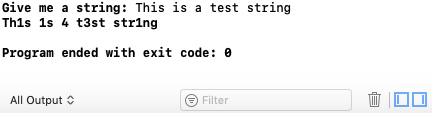 Give me a string: This is a test string
Th1s 1s 4 t3st str1ng
Program ended with exit code: 0
All Output
Filter